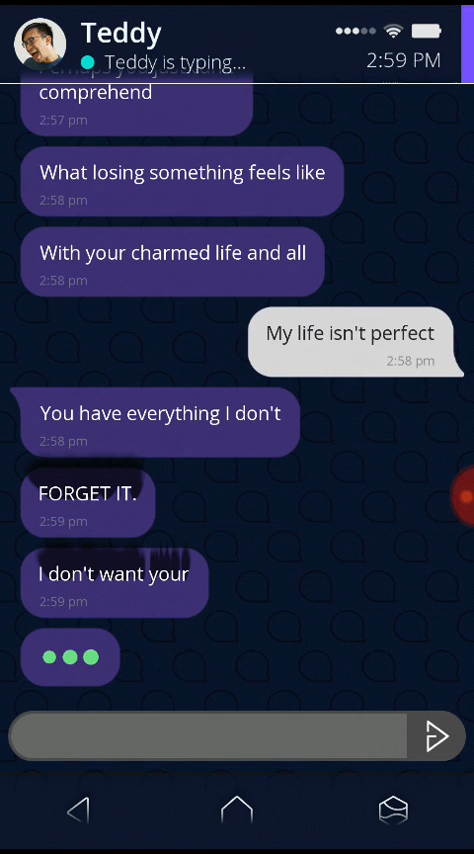 Teddy
Teddy is typing...
2:59 PM
comprehend
2:57 pm
What losing something feels like
2:58 pm
With your charmed life and all
2:58 pm
My life isn't perfect
2:58 pm
You have everything I don't
2:58 pm
FORGET IT.
2:59 pm
I don't want your
2:59 pm